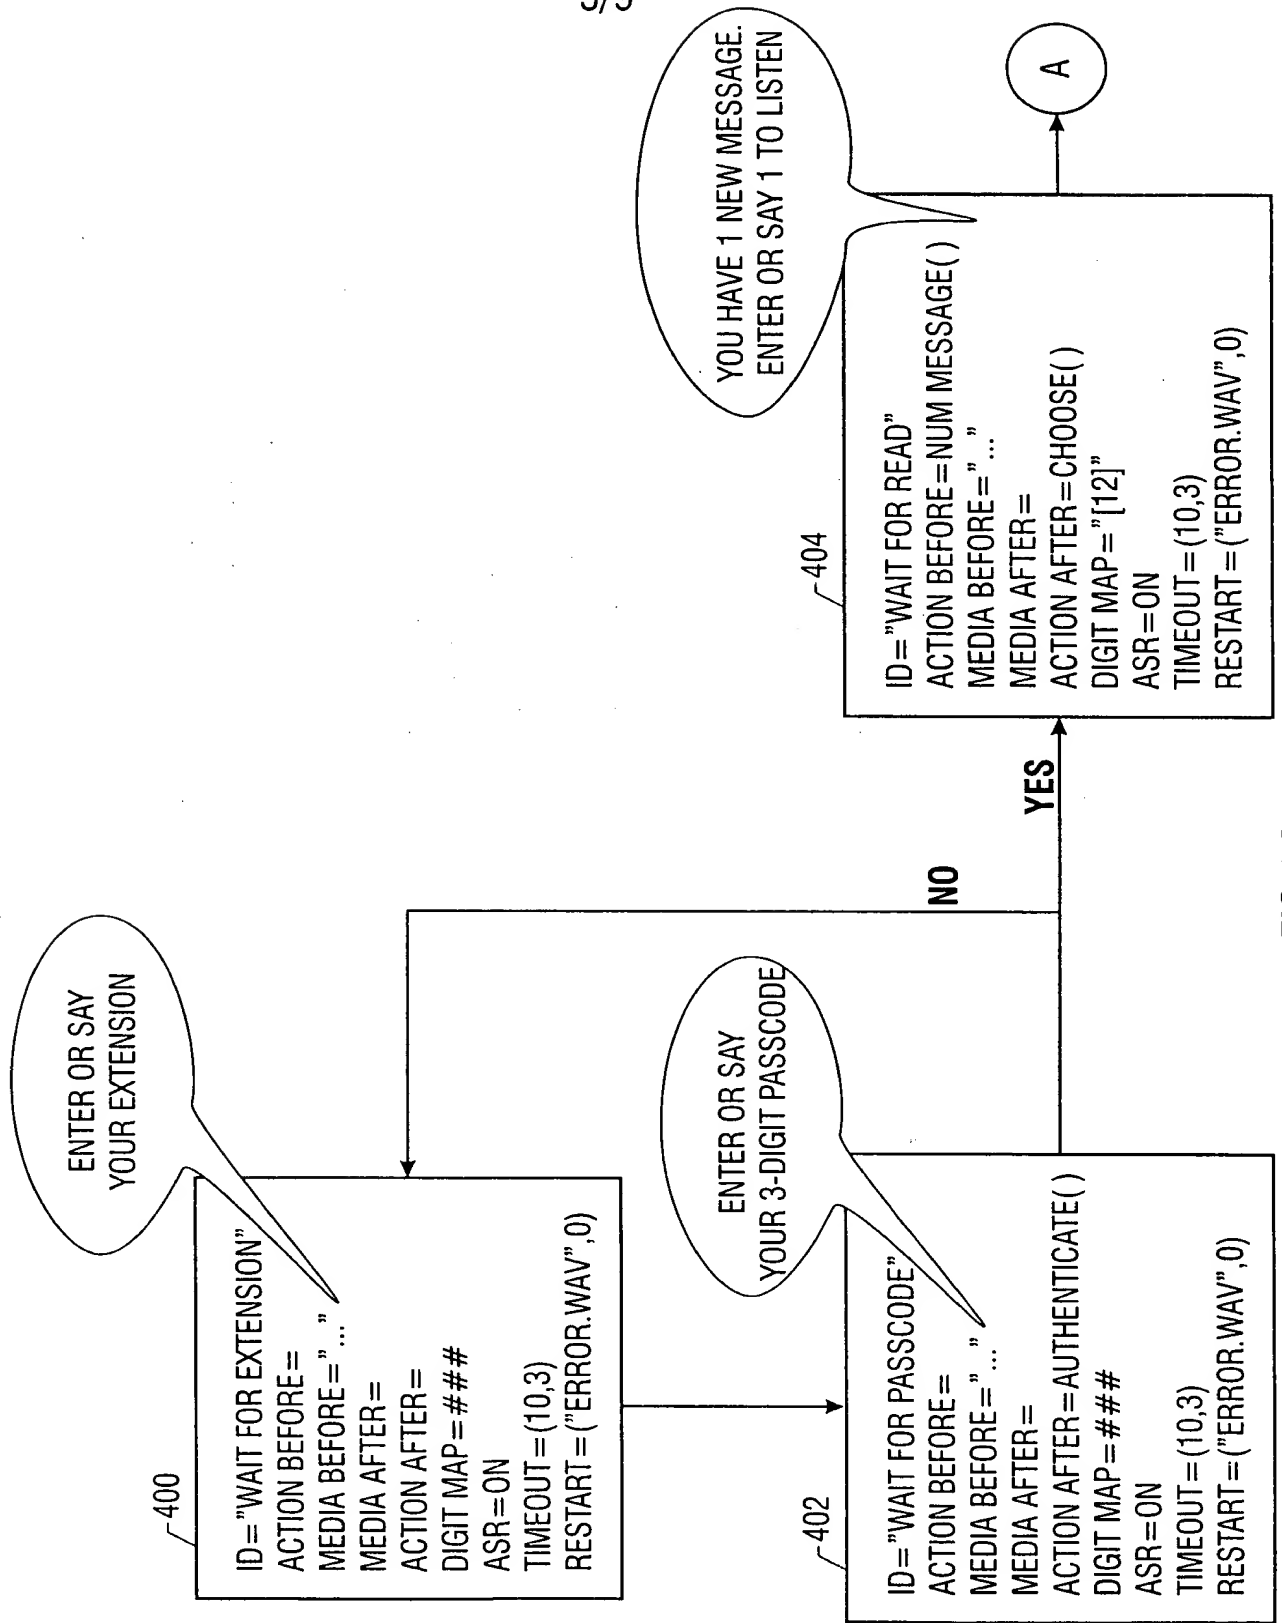 ENTER OR SAY
YOUR EXTENSION
400
ID="WAIT FOR EXTENSION"
ACTION BEFORE=
MEDIA BEFORE="..."
MEDIA AFTER=
ACTION AFTER=
DIGIT MAP=###
ASR=ON
TIMEOUT=(10,3)
RESTART=("ERROR.WAV",0)
ENTER OR SAY
YOUR 3-DIGIT PASSCODE
402
ID="WAIT FOR PASSCODE"
ACTION BEFORE=
MEDIA BEFORE="..."
MEDIA AFTER=
ACTION AFTER=AUTHENTICATE()
DIGIT MAP=###
ASR=ON
TIMEOUT=(10,3)
RESTART=("ERROR.WAV",0)
NO
YES
YOU HAVE 1 NEW MESSAGE.
ENTER OR SAY 1 TO LISTEN
404
ID="WAIT FOR READ"
ACTION BEFORE=NUM MESSAGE()
MEDIA BEFORE="..."
MEDIA AFTER=
ACTION AFTER=CHOOSE()
DIGIT MAP="[12]"
ASR=ON
TIMEOUT=(10,3)
RESTART=("ERROR.WAV",0)
A